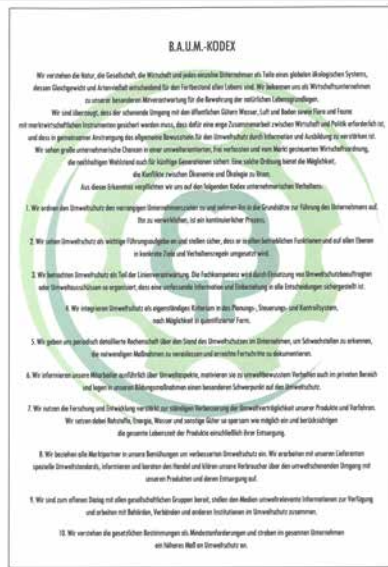 B.A.U.M.-KODEX
Wir verstehen die Natur, die Gesellschaft, die Wirtschaft und jedes einzelne Unternehmen als Teile eines globalen ökologischen Systems,
dessen Gleichgewicht und Artenvielfalt entscheidend für den Fortbestand allen Lebens sind. Wir bekennen uns als Wirtschaftsunternehmen
zu unserer besonderen Mitverantwortung für die Bewahrung der natürlichen Lebensgrundlagen.
Wir sind überzeugt, dass der schonende Umgang mit den öffentlichen Gütern Wasser, Luft und Boden sowie Flora und Fauna
mit marktwirtschaftlichen Instrumenten gesichert werden muss, dass dafür eine enge Zusammenarbeit zwischen Wirtschaft und Politik erforderlich ist,
und dass in gemeinsamer Anstrengung das allgemeine Bewusstsein für den Umweltschutz durch Information und Ausbildung zu verstärken ist.
Wir sehen große unternehmerische Chancen in einer umweltorientierten, frei verfassten und vom Markt gesteuerten Wirtschaftsordnung,
die nachhaltigen Wohlstand auch für künftige Generationen sichert. Eine solche Ordnung bietet die Möglichkeit,
die Konflikte zwischen Ökonomie und Ökologie zu lösen.
Aus dieser Erkenntnis verpflichten wir uns auf den folgenden Kodex unternehmerischen Verhaltens:
1. Wir ordnen den Umweltschutz den vorrangigen Unternehmenszielen zu und nehmen ihn in die Grundsätze zur Führung des Unternehmens auf.
Ihn zu verwirklichen, ist ein kontinuierlicher Prozess.
2. Wir sehen Umweltschutz als wichtige Führungsaufgabe an und stellen sicher, dass er in allen betrieblichen Funktionen und auf allen Ebenen
in konkrete Ziele und Verhaltensregeln umgesetzt wird.
3. Wir betrachten Umweltschutz als Teil der Linienverantwortung. Die Fachkompetenz wird durch Einsetzung von Umweltschutzbeauftragten
oder Umweltausschüssen so organisiert, dass eine umfassende Information und Einbeziehung in alle Entscheidungen sichergestellt ist.
4. Wir integrieren Umweltschutz als eigenständiges Kriterium in das Planungs-, Steuerungs- und Kontrollsystem,
nach Möglichkeit in quantifizierter Form.
5. Wir geben uns periodisch detaillierte Rechenschaft über den Stand des Umweltschutzes im Unternehmen, um Schwachstellen zu erkennen,
die notwendigen Maßnahmen zu veranlassen und erreichte Fortschritte zu dokumentieren.
6. Wir informieren unsere Mitarbeiter ausführlich über Umweltaspekte, motivieren sie zu umweltbewusstem Verhalten auch im privaten Bereich
und legen in unseren Bildungsmaßnahmen einen besonderen Schwerpunkt auf den Umweltschutz.
7. Wir nutzen die Forschung und Entwicklung verstärkt zur ständigen Verbesserung der Umweltverträglichkeit unserer Produkte und Verfahren.
Wir setzen dabei Rohstoffe, Energie, Wasser und sonstige Güter so sparsam wie möglich ein und berücksichtigen
die gesamte Lebenszeit der Produkte einschließlich ihrer Entsorgung.
8. Wir beziehen alle Marktpartner in unsere Bemühungen um verbesserten Umweltschutz ein. Wir erarbeiten mit unseren Lieferanten
spezielle Umweltstandards, informieren und beraten den Handel und klären unsere Verbraucher über den umweltschonenden Umgang mit
unseren Produkten und deren Entsorgung auf.
9. Wir sind zum offenen Dialog mit allen gesellschaftlichen Gruppen bereit, stellen den Medien umweltrelevante Informationen zur Verfügung
und arbeiten mit Behörden, Verbänden und anderen Institutionen im Umweltschutz zusammen.
10. Wir verstehen die gesetzlichen Bestimmungen als Mindestanforderungen und streben im gesamten Unternehmen
ein höheres Maß an Umweltschutz an.